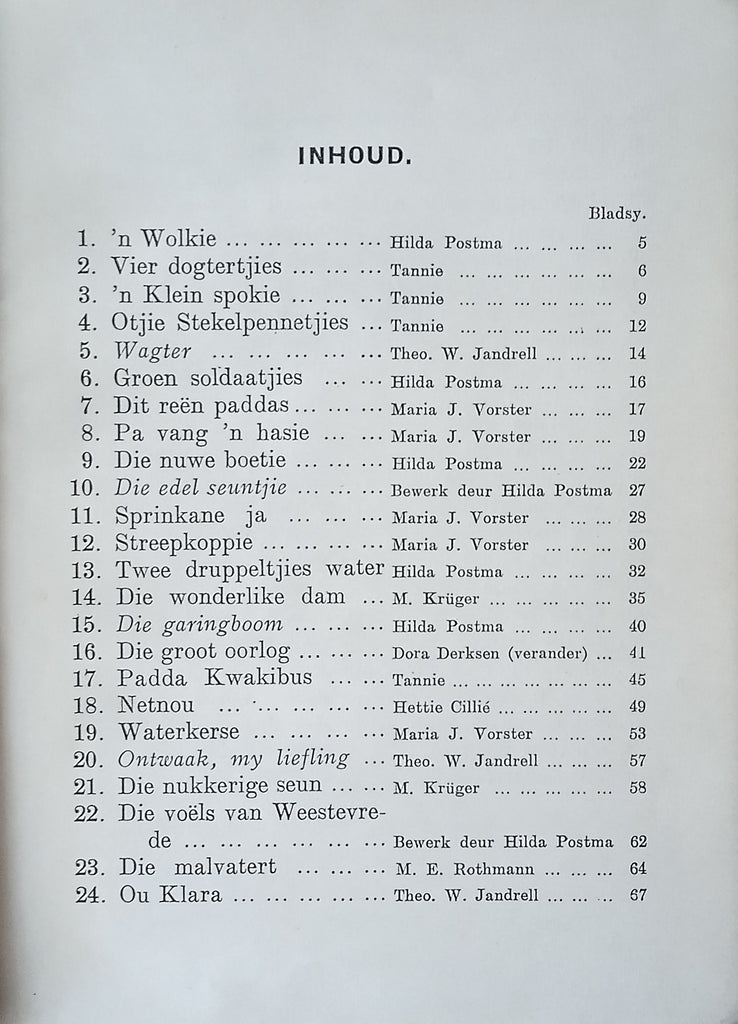 INHOUD.
Bladsy.
1. 'n Wolkie ... ... ... ... ... ... Hilda Postma ... ... ... ... 5
2. Vier dogtertjies ... ... ... ... Tannie ... ... ... ... ... ... 6
3. 'n Klein spokie ... ... ... ... Tannie ... ... ... ... ... ... 9
4. Otjie Stekelpennetjies ... Tannie ... ... ... ... ... ... 12
5. Wagter ... ... ... ... ... ... Theo. W. Jandrell ... ... ... 14
6. Groen soldaatjies ... ... ... Hilda Postma ... ... ... ... 16
7. Dit reën paddas ... ... ... ... Maria J. Vorster ... ... ... 17
8. Pa vang 'n hasie ... ... ... Maria J. Vorster ... ... ... 19
9. Die nuwe boetie ... ... ... ... Hilda Postma ... ... ... ... 22
10. Die edel seuntjie ... ... ... ... Bewerk deur Hilda Postma 27
11. Sprinkane ja ... ... ... ... Maria J. Vorster ... ... ... 28
12. Streepkoppie ... ... ... ... ... Maria J. Vorster ... ... ... 30
13. Twee druppeltjies water Hilda Postma ... ... ... ... 32
14. Die wonderlike dam ... M. Krüger ... ... ... ... ... 35
15. Die garingboom ... ... ... ... Hilda Postma ... ... ... ... 40
16. Die groot oorlog ... ... ... ... Dora Derksen (verander) ... 41
17. Padda Kwakibus ... ... ... Tannie ... ... ... ... ... ... 45
18. Netnou ... ... ... ... ... ... Hettie Cillié ... ... ... ... ... 49
19. Waterkerse ... ... ... ... ... Maria J. Vorster ... ... ... 53
20. Ontwaak, my liefling ... Theo. W. Jandrell ... ... ... 57
21. Die nukkerige seun ... ... ... M. Krüger ... ... ... ... ... 58
22. Die voëls van Weestevre-
de ... ... ... ... ... ... ... Bewerk deur Hilda Postma 62
23. Die malvatert ... ... ... ... M. E. Rothmann ... ... ... 64
24. Ou Klara ... ... ... ... ... ... Theo. W. Jandrell ... ... ... 67